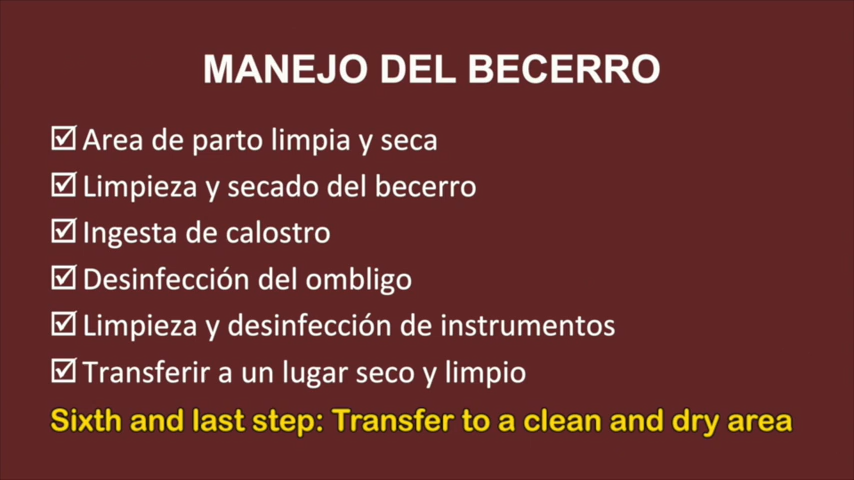 MANEJO DEL BECERRO
☑ Area de parto limpia y seca
☑ Limpieza y secado del becerro
☑ Ingesta de calostro
☑ Desinfección del ombligo
☑ Limpieza y desinfección de instrumentos
☑ Transferir a un lugar seco y limpio
Sixth and last step: Transfer to a clean and dry area